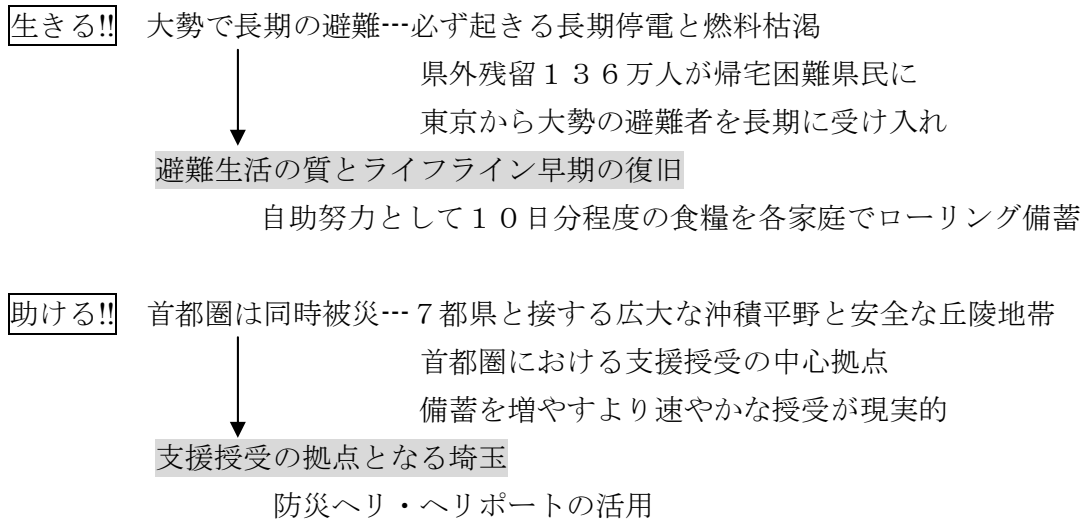 生きる!! 大勢で長期の避難---必ず起きる長期停電と燃料枯渇
県外残留136万人が帰宅困難県民に
東京から大勢の避難者を長期に受け入れ
避難生活の質とライフライン早期の復旧
自助努力として10日分程度の食糧を各家庭でローリング備蓄
助ける!! 首都圏は同時被災---7都県と接する広大な沖積平野と安全な丘陵地帯
首都圏における支援授受の中心拠点
備蓄を増やすより速やかな授受が現実的
支援授受の拠点となる埼玉
防災ヘリ・ヘリポートの活用